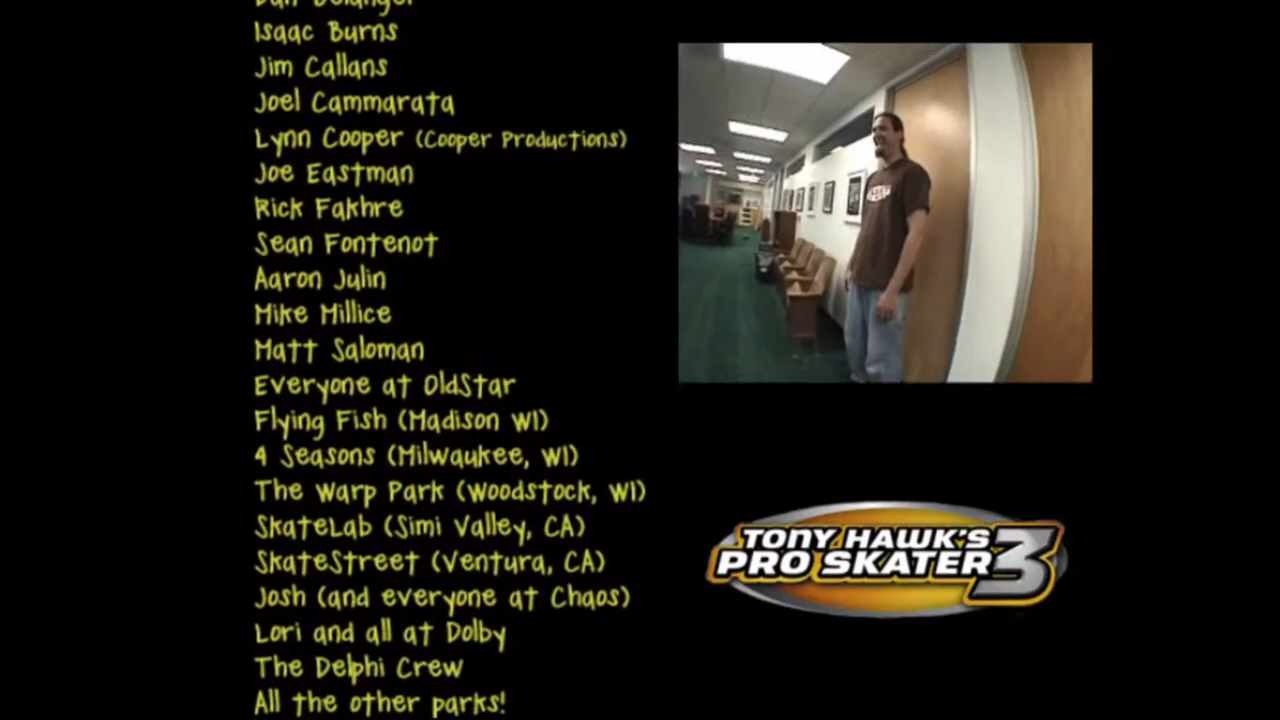 Dan Belanger
Isaac Burns
Jim Callans
Joel Cammarata
Lynn Cooper (Cooper Productions)
Joe Eastman
Rick Fakhre
Sean Fontenot
Aaron Julin
Mike Millice
Matt Saloman
Everyone at OldStar
Flying Fish (Madison WI)
4 Seasons (Milwaukee, WI)
The Warp Park (Woodstock, WI)
SkateLab (Simi Valley, CA)
SkateStreet (Ventura, CA)
Josh (and everyone at Chaos)
Lori and all at Dolby
The Delphi Crew
All the other parks!
TONY HAWK'S
PRO SKATER 3